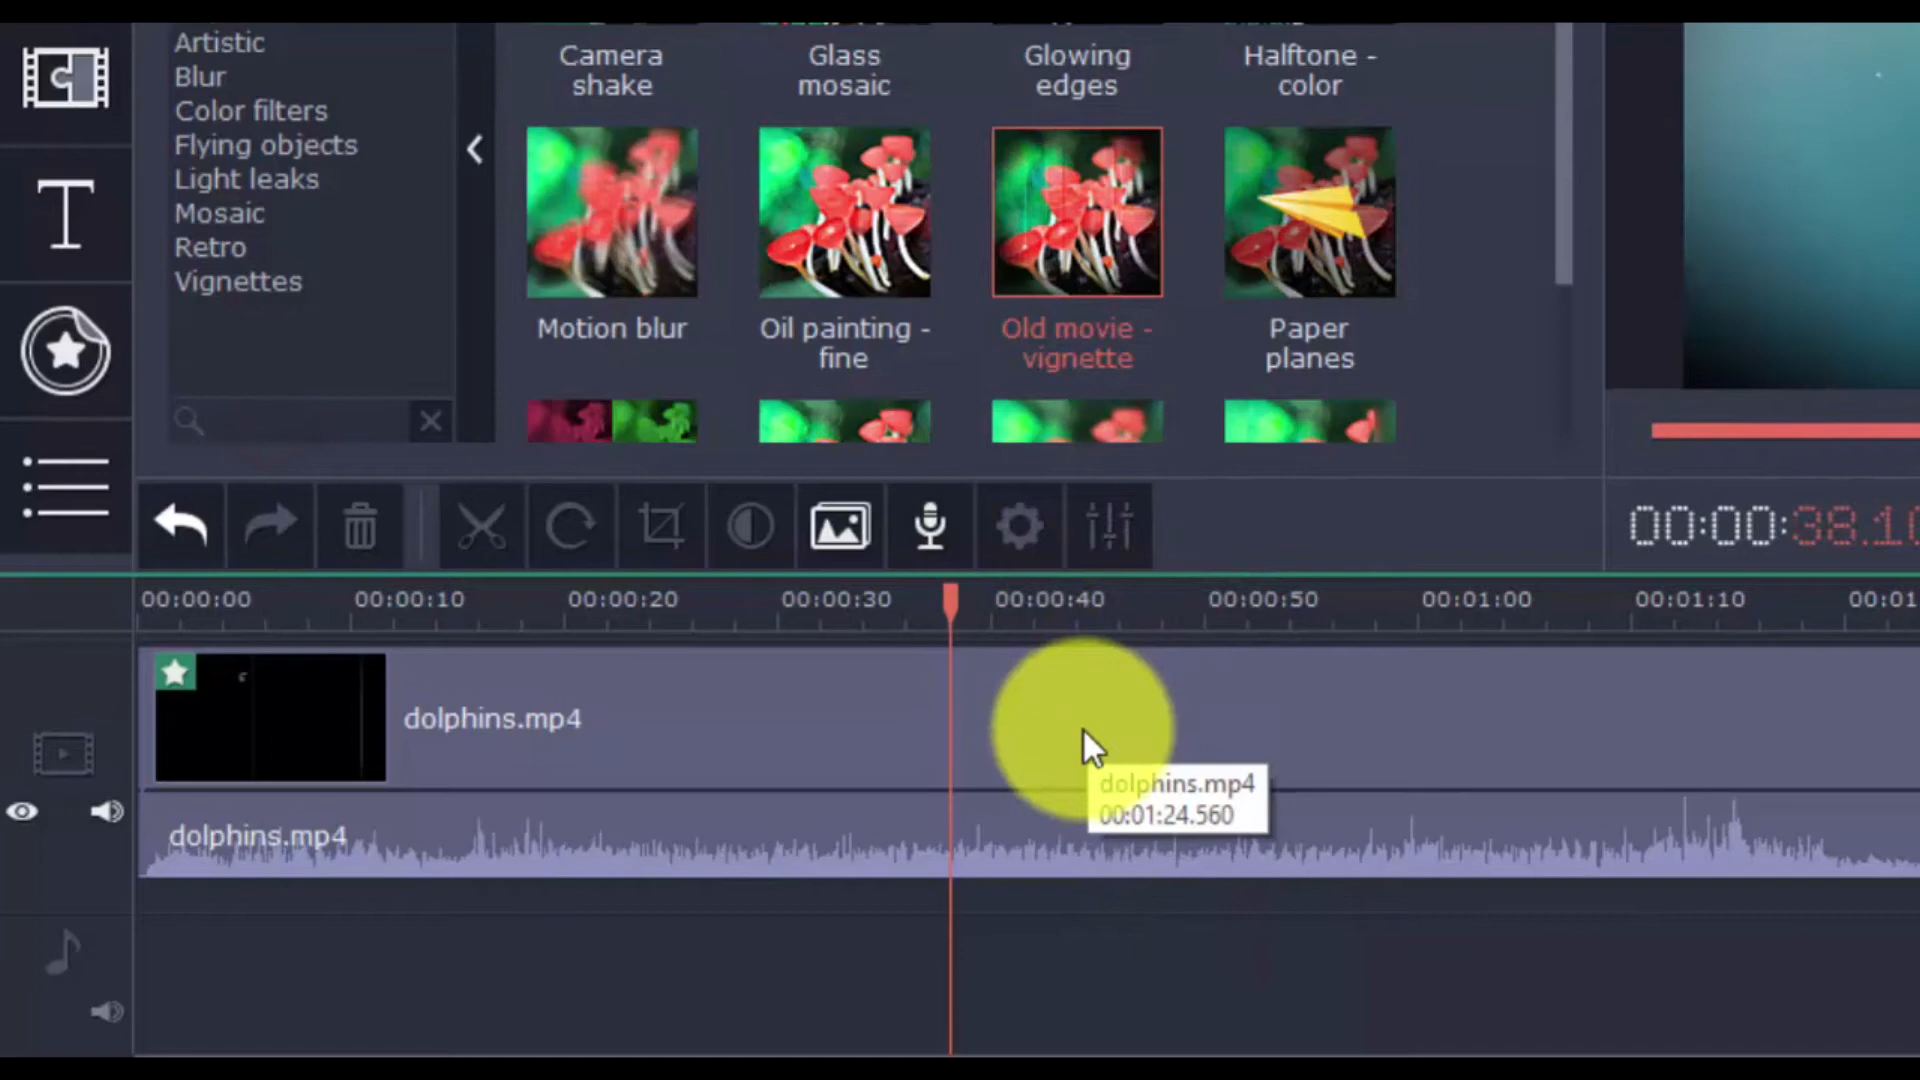 Artistic
Blur
Color filters
Flying objects
Light leaks
Mosaic
Retro
Vignettes
Camera
shake
Glass
mosaic
Glowing
edges
Halftone -
color
Motion blur
Oil painting -
fine
Old movie -
vignette
Paper
planes
T
00:00:38.10
00:00:00
00:00:10
00:00:20
00:00:30
00:00:40
00:00:50
00:01:00
00:01:10
00:01
dolphins.mp4
dolphins.mp4
00:01:24.560
dolphins.mp4